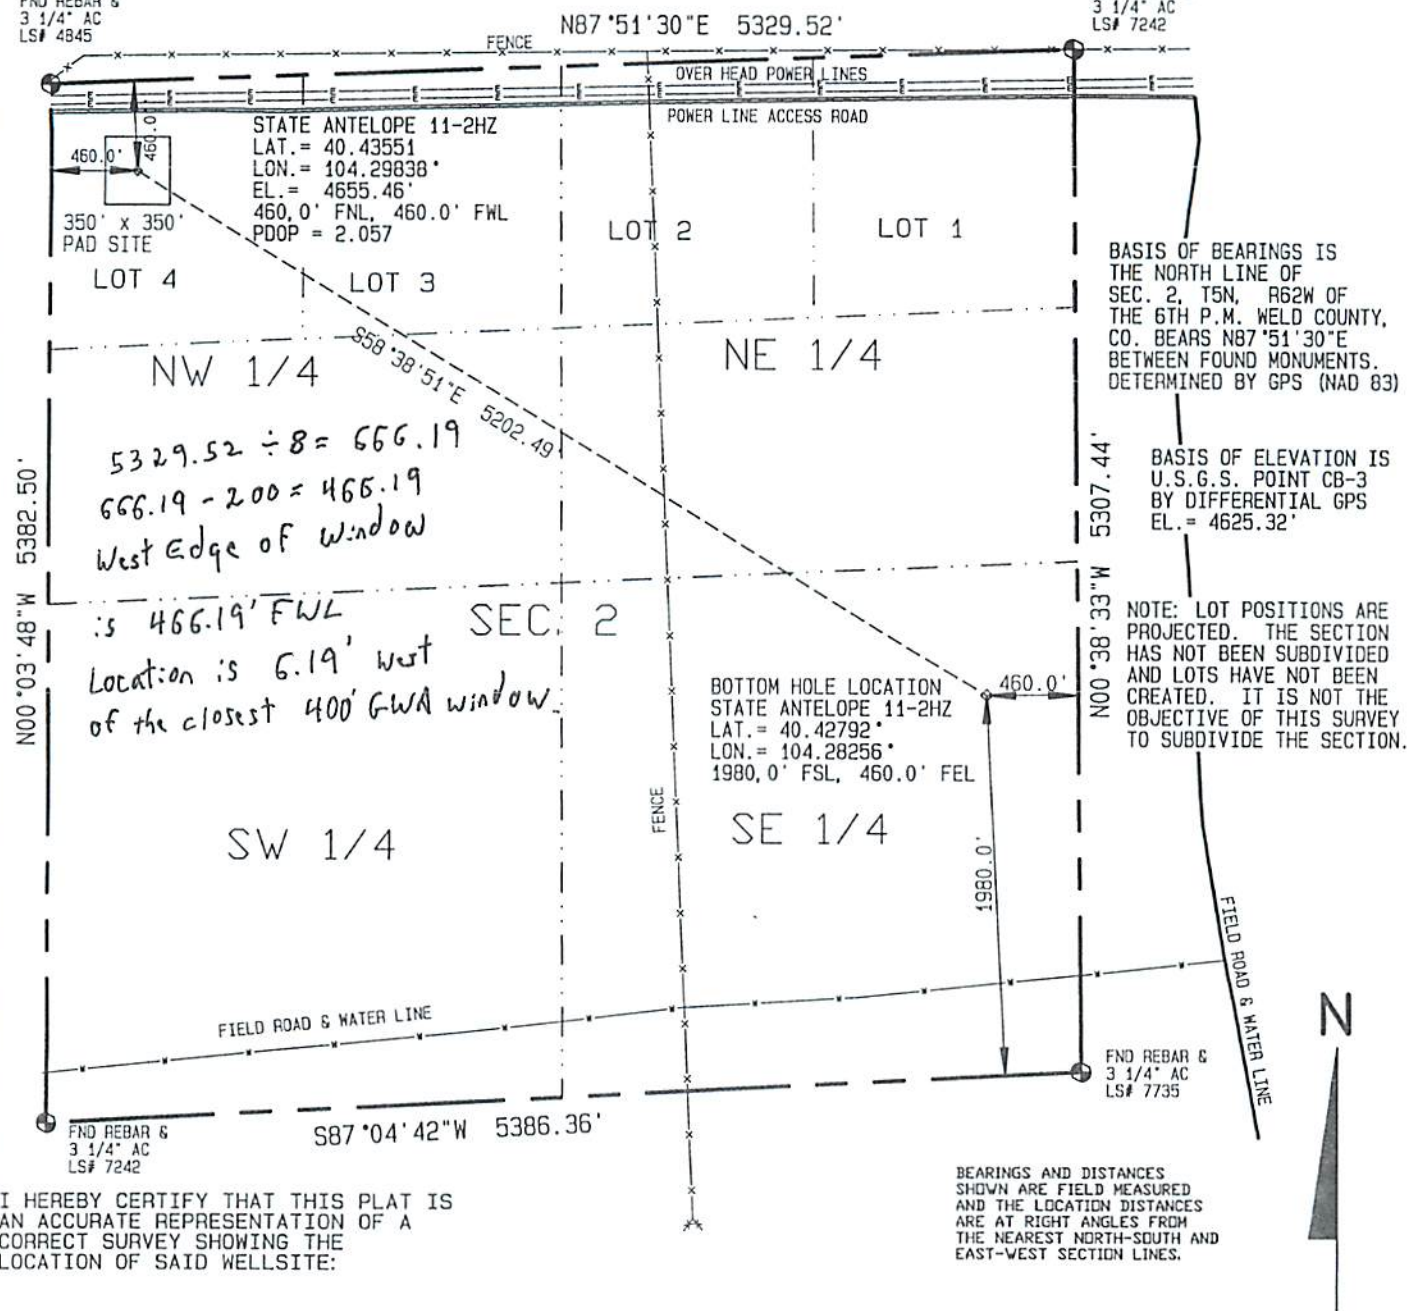 FND REBAR &
3 1/4" AC
LS# 4845
N87°51'30"E 5329.52'
3 1/4" AC
LS# 7242
FENCE
OVER HEAD POWER LINES
POWER LINE ACCESS ROAD
460.0'
460.0'
350' x 350'
PAD SITE
STATE ANTELOPE 11-2HZ
LAT.= 40.43551
LON.= 104.29838°
EL.= 4655.46'
460,0' FNL, 460.0' FWL
PDOP = 2.057
LOT 4
LOT 3
LOT 2
LOT 1
BASIS OF BEARINGS IS
THE NORTH LINE OF
SEC. 2, T5N, R62W OF
THE 6TH P.M. WELD COUNTY,
CO. BEARS N87°51'30"E
BETWEEN FOUND MONUMENTS.
DETERMINED BY GPS (NAD 83)
NW 1/4
NE 1/4
S58°38'51"E 5202.49'
5329.52 ÷ 8 = 666.19
666.19 - 200 = 466.19
West Edge of Window
is 466.19' FWL
Location is 6.19' West
of the closest 400' GWA window.
N00°03'48"W 5382.50'
N00°38'33"W 5307.44'
BASIS OF ELEVATION IS
U.S.G.S. POINT CB-3
BY DIFFERENTIAL GPS
EL.= 4625.32'
SEC. 2
NOTE: LOT POSITIONS ARE
PROJECTED. THE SECTION
HAS NOT BEEN SUBDIVIDED
AND LOTS HAVE NOT BEEN
CREATED. IT IS NOT THE
OBJECTIVE OF THIS SURVEY
TO SUBDIVIDE THE SECTION.
BOTTOM HOLE LOCATION
STATE ANTELOPE 11-2HZ
LAT.= 40.42792°
LON.= 104.28256°
1980,0' FSL, 460.0' FEL
460.0'
1980.0'
FENCE
SW 1/4
SE 1/4
FIELD ROAD & WATER LINE
FIELD ROAD & WATER LINE
N
FND REBAR &
3 1/4" AC
LS# 7735
S87°04'42"W 5386.36'
FND REBAR &
3 1/4" AC
LS# 7242
I HEREBY CERTIFY THAT THIS PLAT IS
AN ACCURATE REPRESENTATION OF A
CORRECT SURVEY SHOWING THE
LOCATION OF SAID WELLSITE:
BEARINGS AND DISTANCES
SHOWN ARE FIELD MEASURED
AND THE LOCATION DISTANCES
ARE AT RIGHT ANGLES FROM
THE NEAREST NORTH-SOUTH AND
EAST-WEST SECTION LINES.